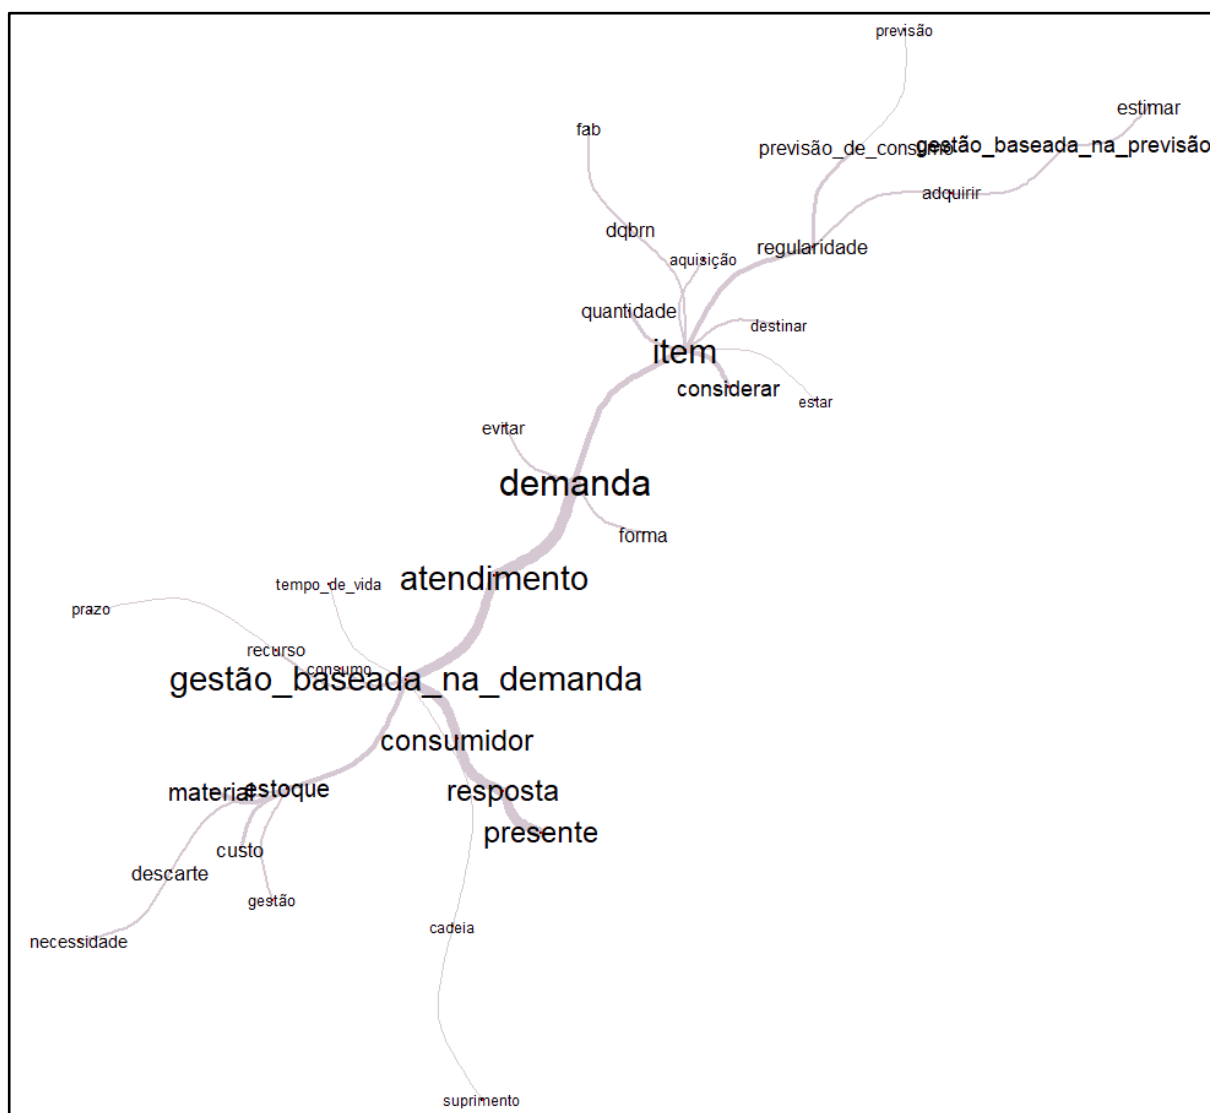 previsão
estimar
fab
previsão_de_consumo
gestão_baseada_na_previsão
adquirir
dqbrn
regularidade
aquisição
quantidade
destinar
item
considerar
estar
evitar
demanda
forma
atendimento
tempo_de_vida
prazo
recurso
consumo
gestão_baseada_na_demanda
consumidor
material
estoque
resposta
presente
custo
descarte
gestão
cadeia
necessidade
suprimento